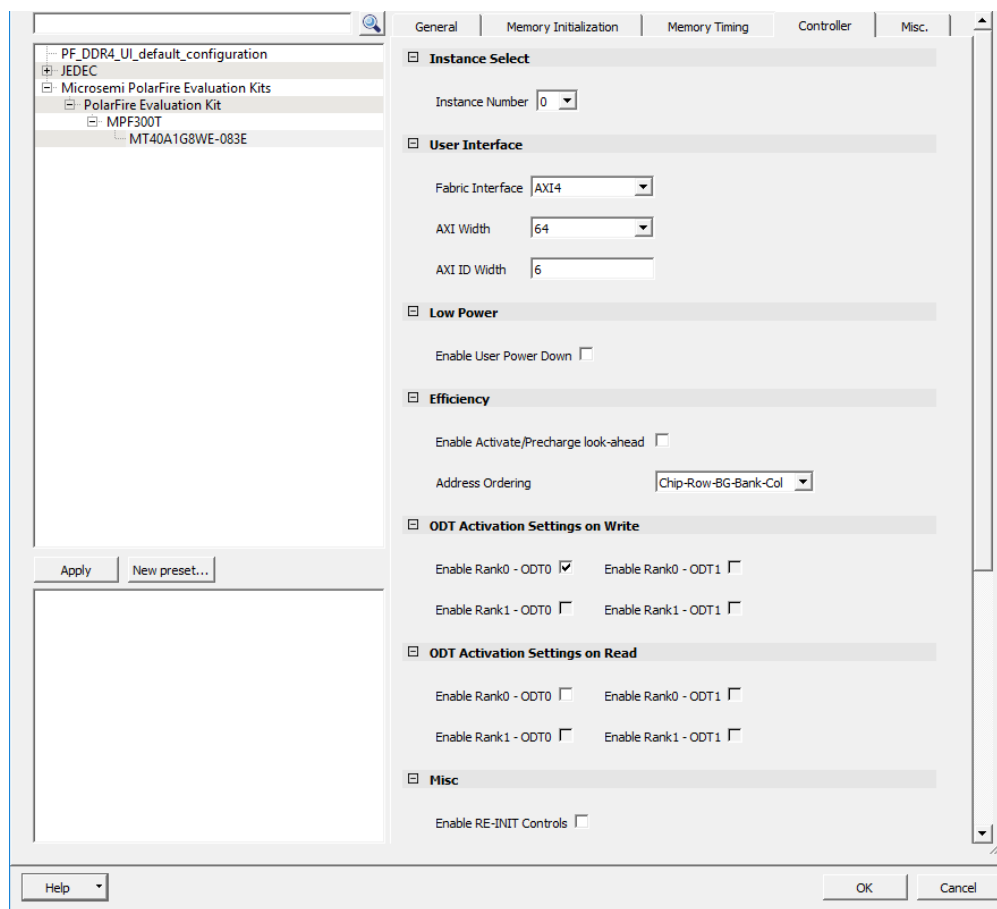 General Memory Initialization Memory Timing Controller Misc.
PF_DDR4_UI_default_configuration
JEDEC
Microsemi PolarFire Evaluation Kits
PolarFire Evaluation Kit
MPF300T
MT40A1G8WE-083E
Apply New preset...
Instance Select
Instance Number 0
User Interface
Fabric Interface AXI4
AXI Width 64
AXI ID Width 6
Low Power
Enable User Power Down
Efficiency
Enable Activate/Precharge look-ahead
Address Ordering Chip-Row-BG-Bank-Col
ODT Activation Settings on Write
Enable Rank0 - ODT0 Enable Rank0 - ODT1
Enable Rank1 - ODT0 Enable Rank1 - ODT1
ODT Activation Settings on Read
Enable Rank0 - ODT0 Enable Rank0 - ODT1
Enable Rank1 - ODT0 Enable Rank1 - ODT1
Misc
Enable RE-INIT Controls
Help OK Cancel